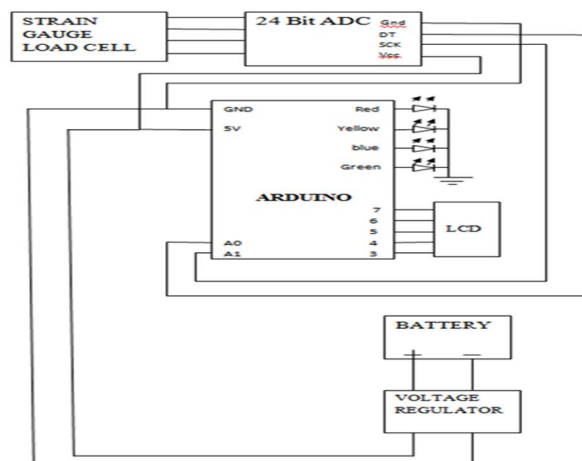 STRAIN
GAUGE
LOAD CELL
24 Bit ADC
Gnd
DT
SCK
GND
5V
A0
A1
Red
Yellow
blue
Green
ARDUINO
7
6
5
4
3
LCD
BATTERY
+ −
VOLTAGE
REGULATOR